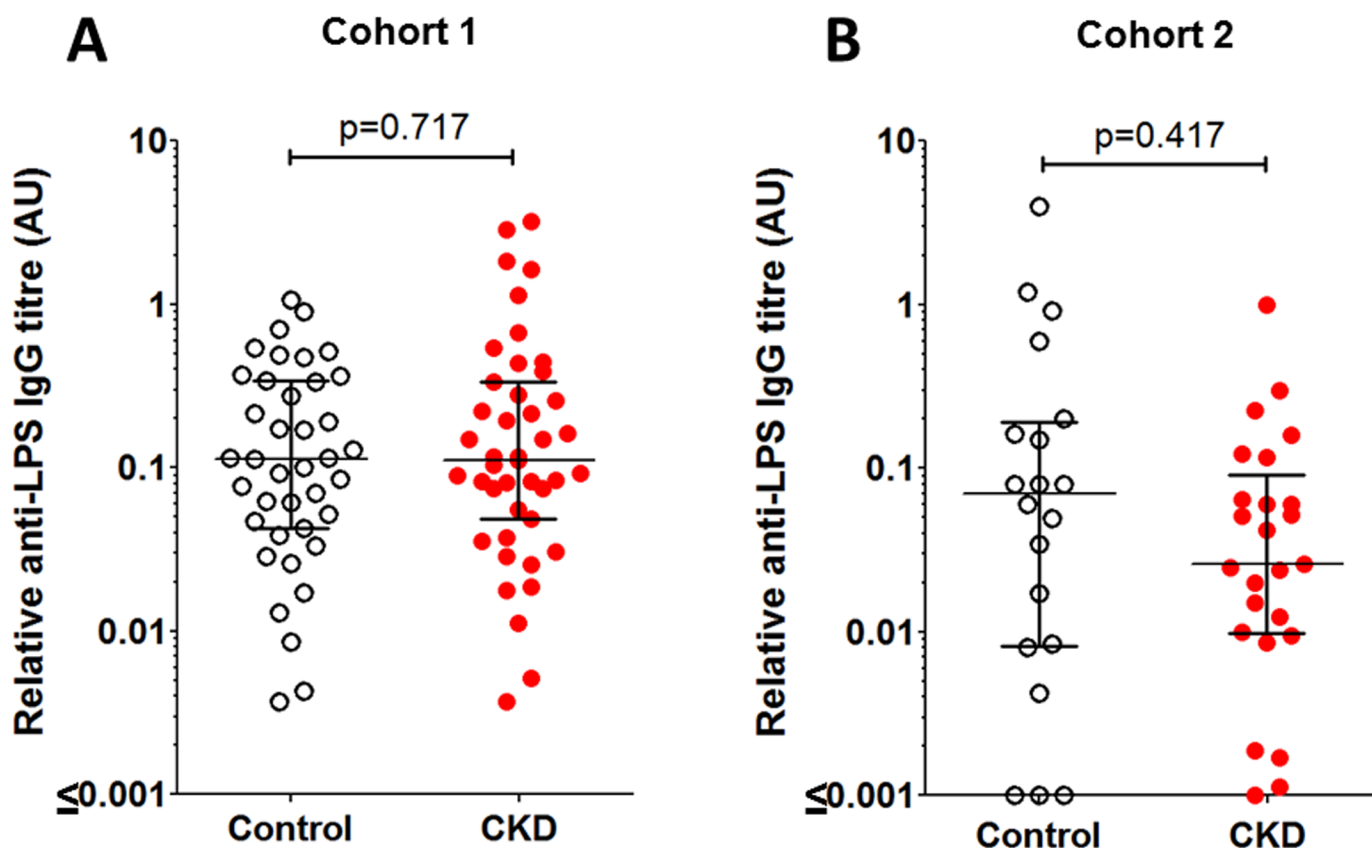 A
Cohort 1
p=0.717
Relative anti-LPS IgG titre (AU)
10
1
0.1
0.01
≤0.001
Control
CKD
B
Cohort 2
p=0.417
Relative anti-LPS IgG titre (AU)
10
1
0.1
0.01
≤0.001
Control
CKD